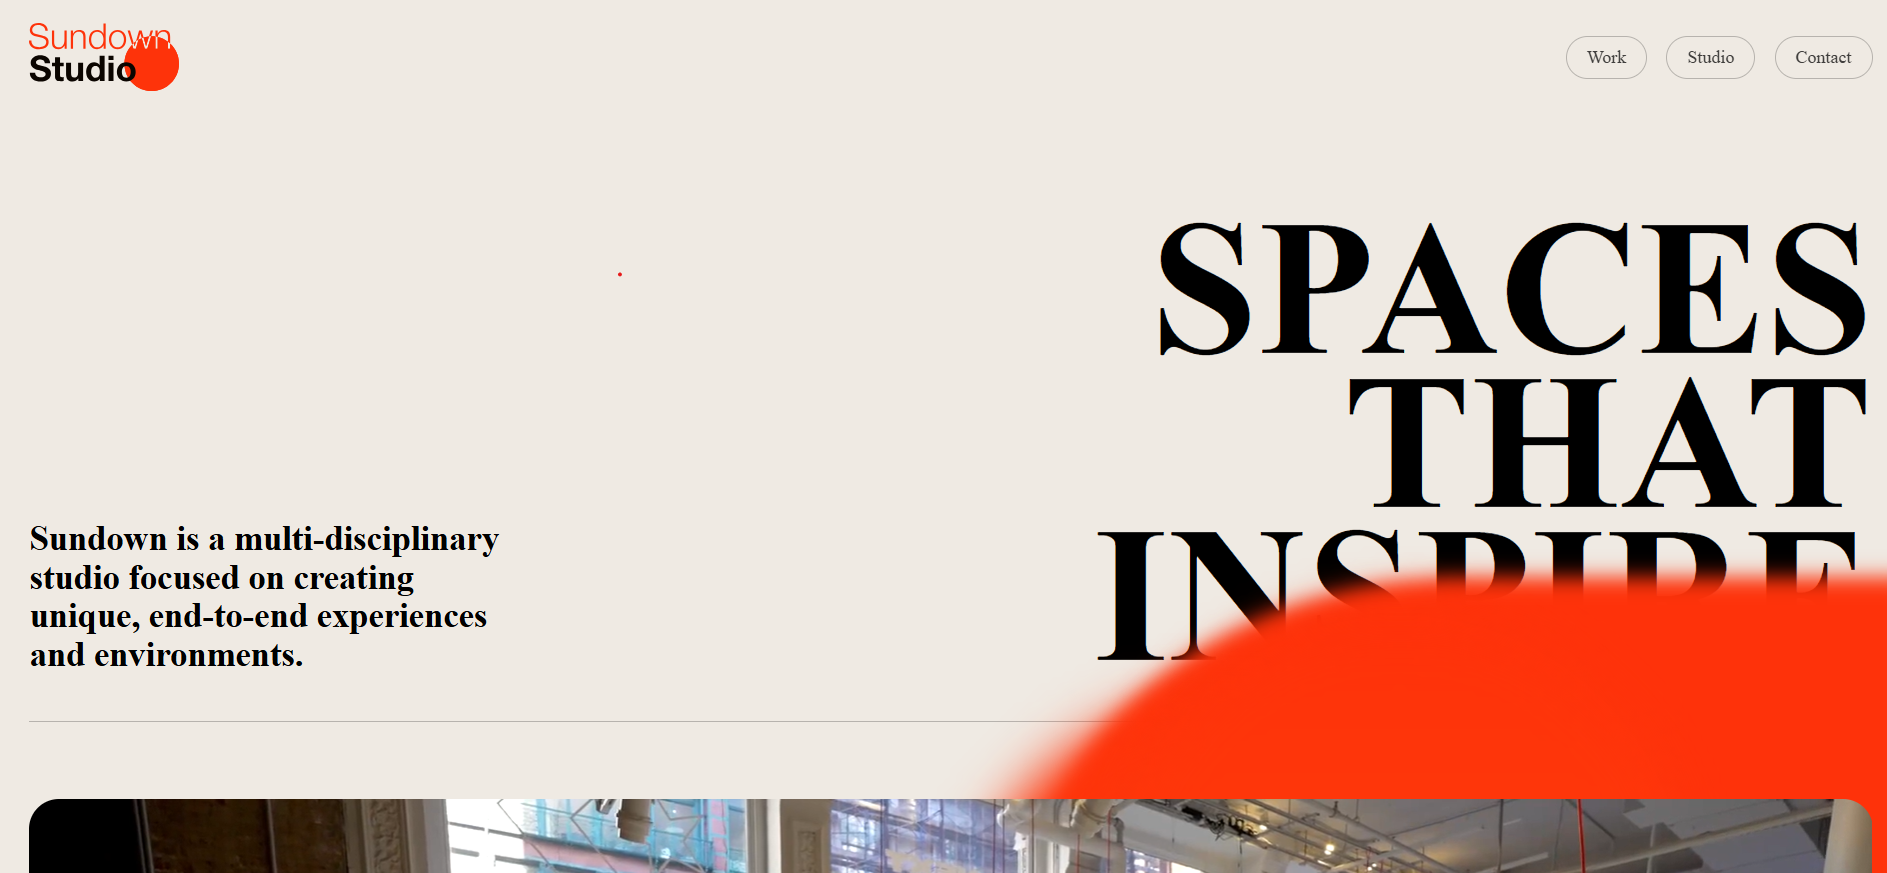 Sundown
Studio
Work
Studio
Contact
SPACES
THAT
INSPIRE
Sundown is a multi-disciplinary
studio focused on creating
unique, end-to-end experiences
and environments.